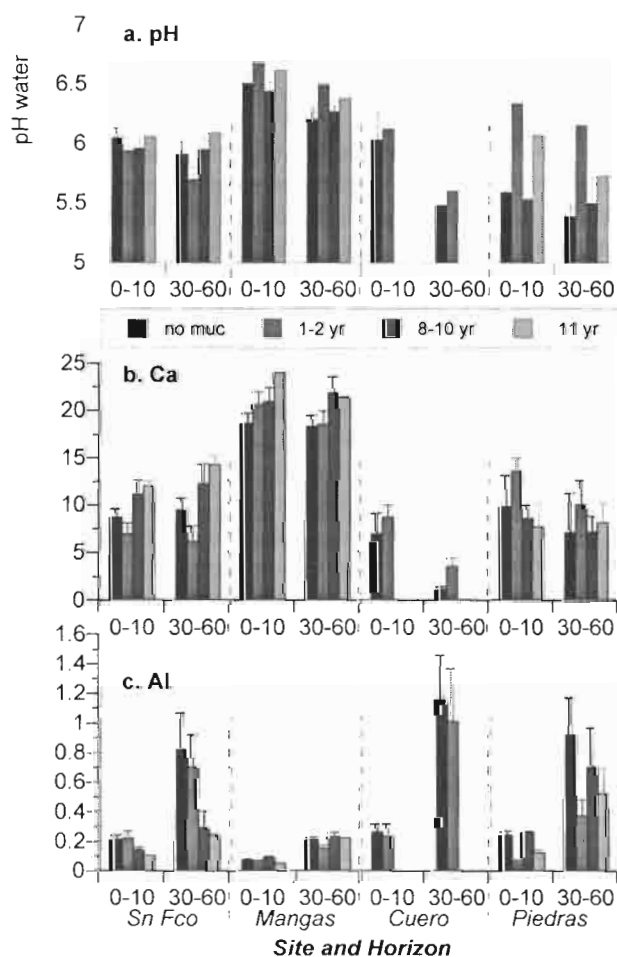 7
a. pH
6.5
pH water
6
5.5
5
0-10 30-60 0-10 30-60 0-10 30-60 0-10 30-60
no muc 1-2 yr 8-10 yr 11 yr
25
b. Ca
20
15
10
5
0
0-10 30-60 0-10 30-60 0-10 30-60 0-10 30-60
1.6
c. Al
1.4
1.2
1
0.8
0.6
0.4
0.2
0
0-10 30-60 0-10 30-60 0-10 30-60 0-10 30-60
Sn Fco Mangas Cuero Piedras
Site and Horizon